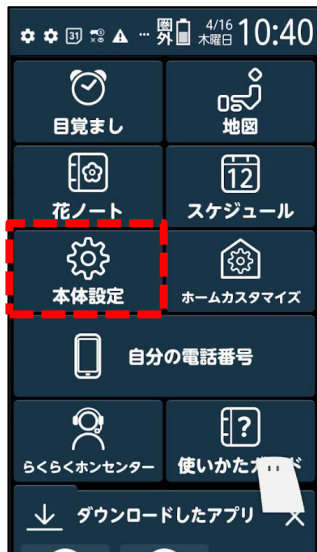 31 … 圏外 4/16 木曜日 10:40
目覚まし 地図
12
花ノート スケジュール
本体設定 ホームカスタマイズ
自分の電話番号
?
らくらくホンセンター 使いかた
ダウンロードしたアプリ ×